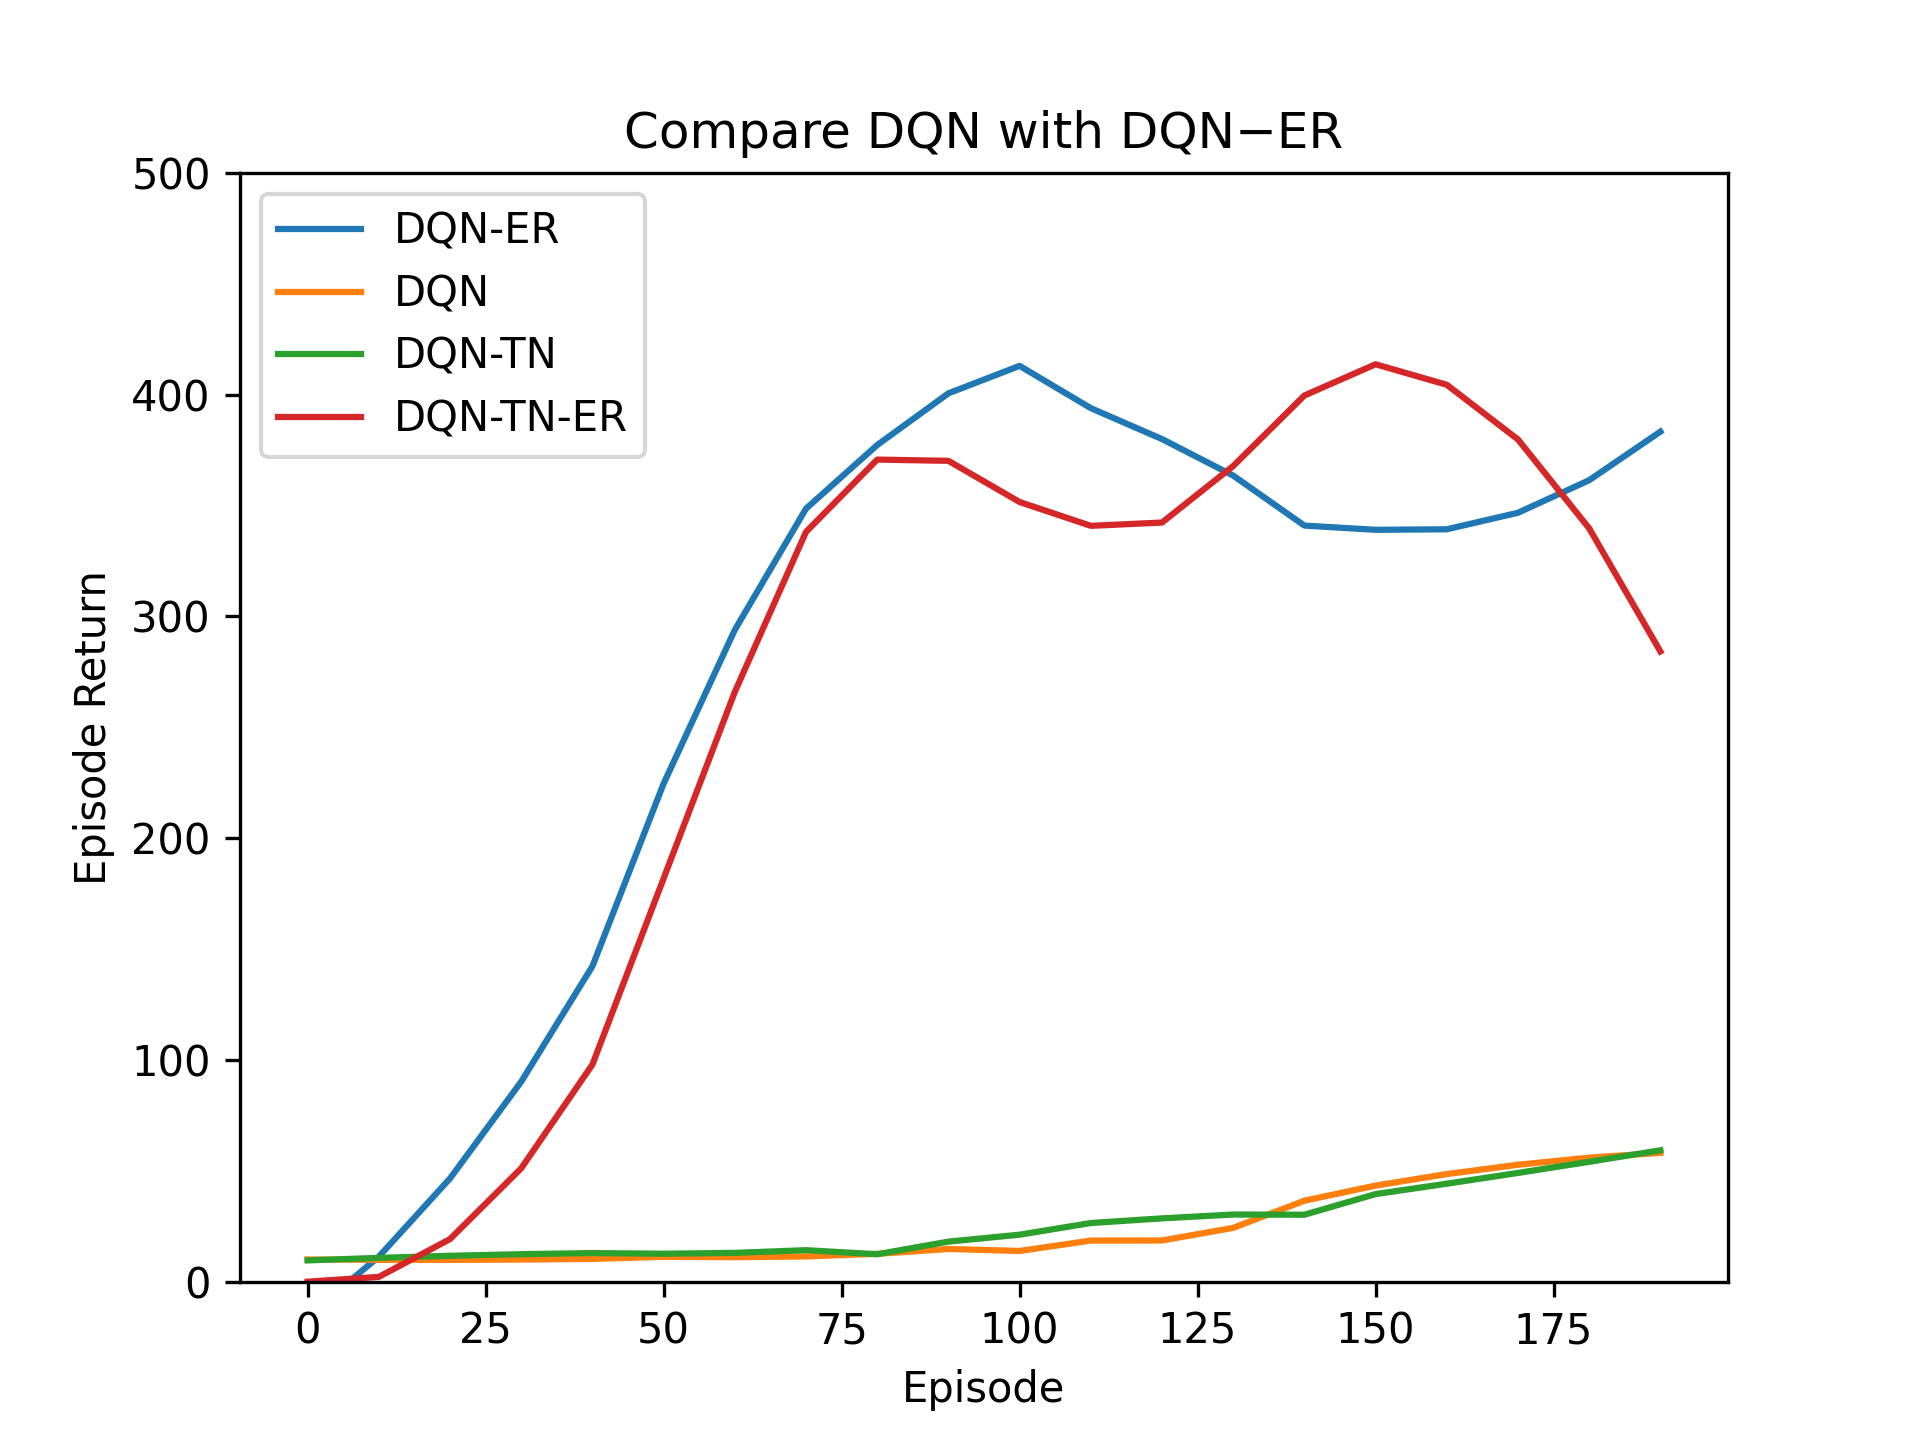 Compare DQN with DQN−ER
500
400
300
200
100
0
Episode Return
DQN-ER
DQN
DQN-TN
DQN-TN-ER
0 25 50 75 100 125 150 175
Episode